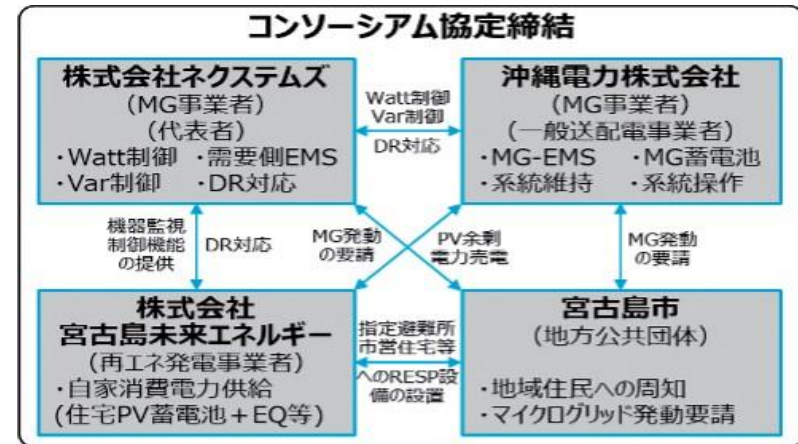 コンソーシアム協定締結
株式会社ネクステムズ
(MG事業者)
(代表者)
・Watt制御 ・需要側EMS
・Var制御 ・DR対応
Watt制御
Var制御
DR対応
沖縄電力株式会社
(MG事業者)
(一般送配電事業者)
・MG-EMS ・MG蓄電池
・系統維持 ・系統操作
機器監視
制御機能
の提供
DR対応
MG発動
の要請
PV余剰
電力売電
MG発動
の要請
株式会社
宮古島未来エネルギー
(再エネ発電事業者)
・自家消費電力供給
(住宅PV蓄電池+EQ等)
指定避難所
市営住宅等
へのRESP設
備の設置
宮古島市
(地方公共団体)
・地域住民への周知
・マイクログリッド発動要請